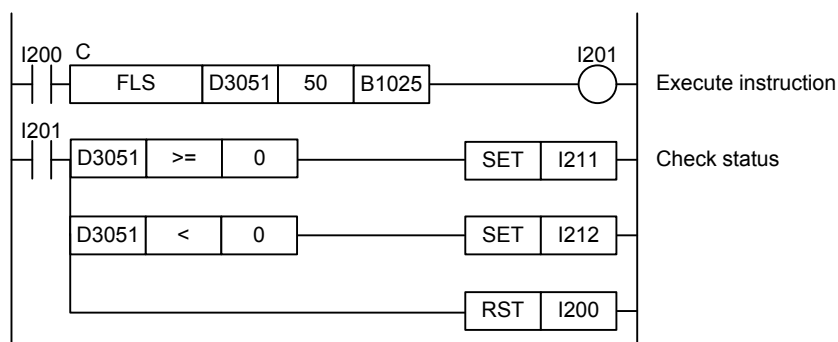 I200 C I201
FLS D3051 50 B1025 Execute instruction
I201
D3051 >= 0 SET I211 Check status
D3051 < 0 SET I212
RST I200